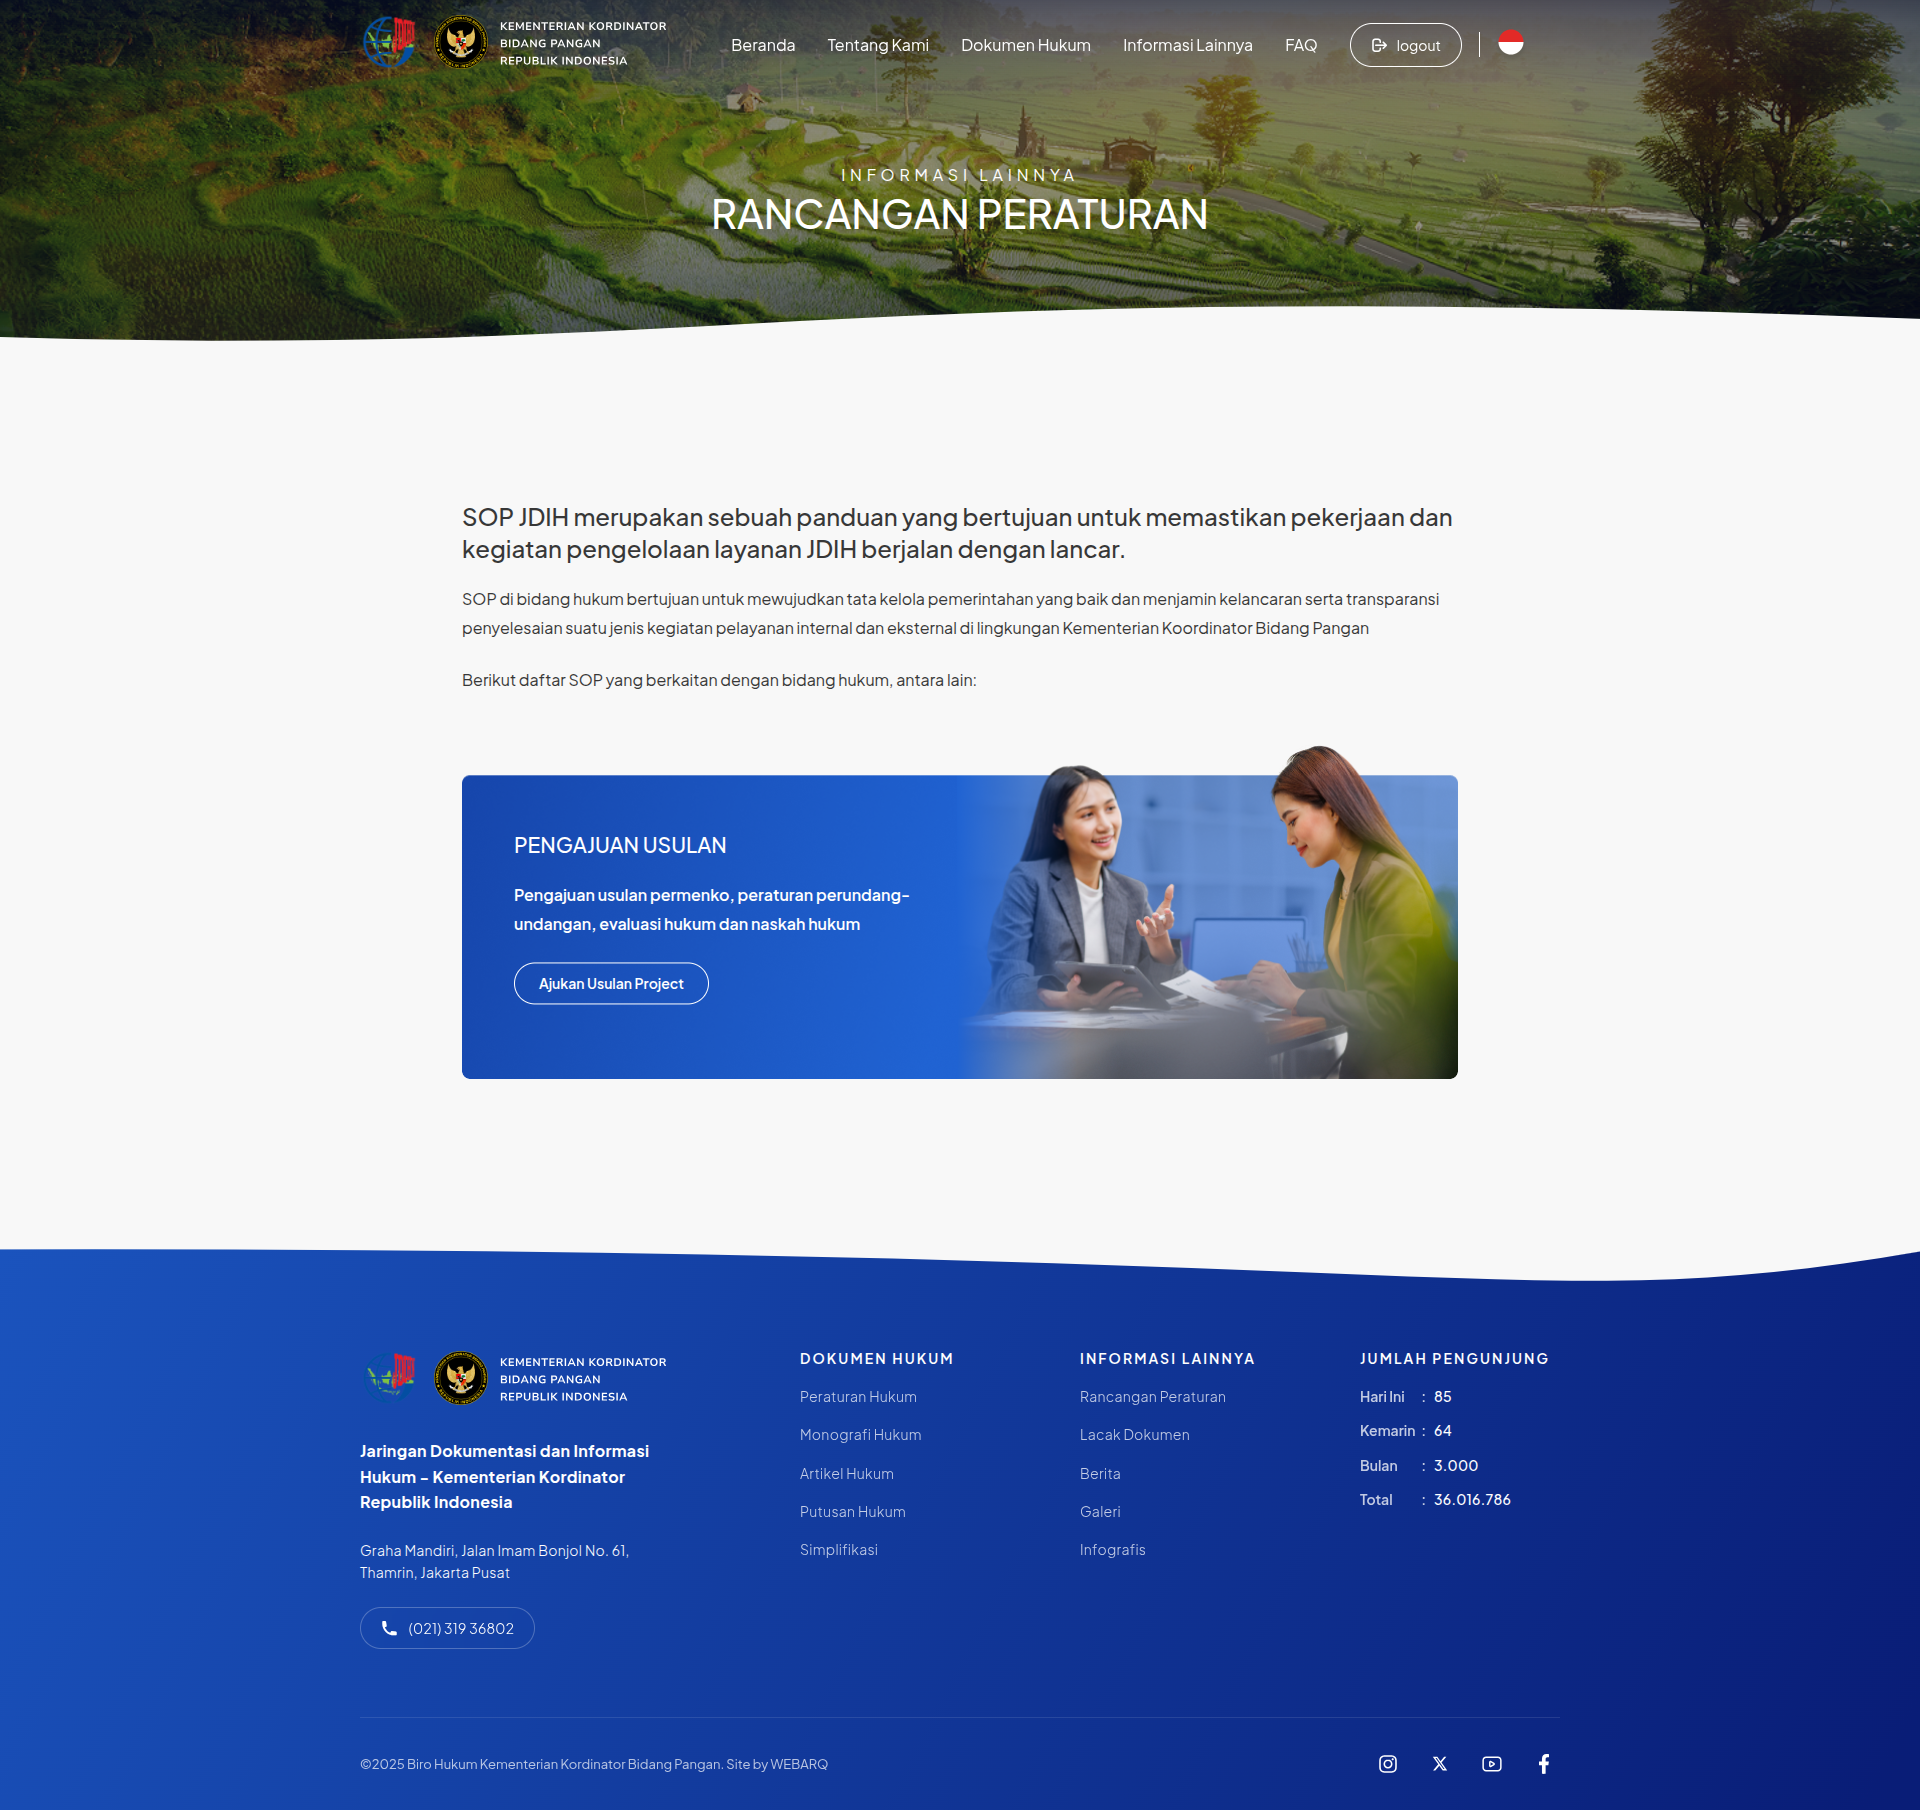 KEMENTERIAN KORDINATOR
BIDANG PANGAN
REPUBLIK INDONESIA
Beranda
Tentang Kami
Dokumen Hukum
Informasi Lainnya
FAQ
logout
INFORMASI LAINNYA
RANCANGAN PERATURAN
SOP JDIH merupakan sebuah panduan yang bertujuan untuk memastikan pekerjaan dan
kegiatan pengelolaan layanan JDIH berjalan dengan lancar.
SOP di bidang hukum bertujuan untuk mewujudkan tata kelola pemerintahan yang baik dan menjamin kelancaran serta transparansi
penyelesaian suatu jenis kegiatan pelayanan internal dan eksternal di lingkungan Kementerian Koordinator Bidang Pangan
Berikut daftar SOP yang berkaitan dengan bidang hukum, antara lain:
PENGAJUAN USULAN
Pengajuan usulan permenko, peraturan perundang-
undangan, evaluasi hukum dan naskah hukum
Ajukan Usulan Project
KEMENTERIAN KORDINATOR
BIDANG PANGAN
REPUBLIK INDONESIA
Jaringan Dokumentasi dan Informasi
Hukum - Kementerian Kordinator
Republik Indonesia
Graha Mandiri, Jalan Imam Bonjol No. 61,
Thamrin, Jakarta Pusat
(021) 319 36802
DOKUMEN HUKUM
Peraturan Hukum
Monografi Hukum
Artikel Hukum
Putusan Hukum
Simplifikasi
INFORMASI LAINNYA
Rancangan Peraturan
Lacak Dokumen
Berita
Galeri
Infografis
JUMLAH PENGUNJUNG
Hari Ini : 85
Kemarin : 64
Bulan : 3.000
Total : 36.016.786
©2025 Biro Hukum Kementerian Kordinator Bidang Pangan. Site by WEBARQ